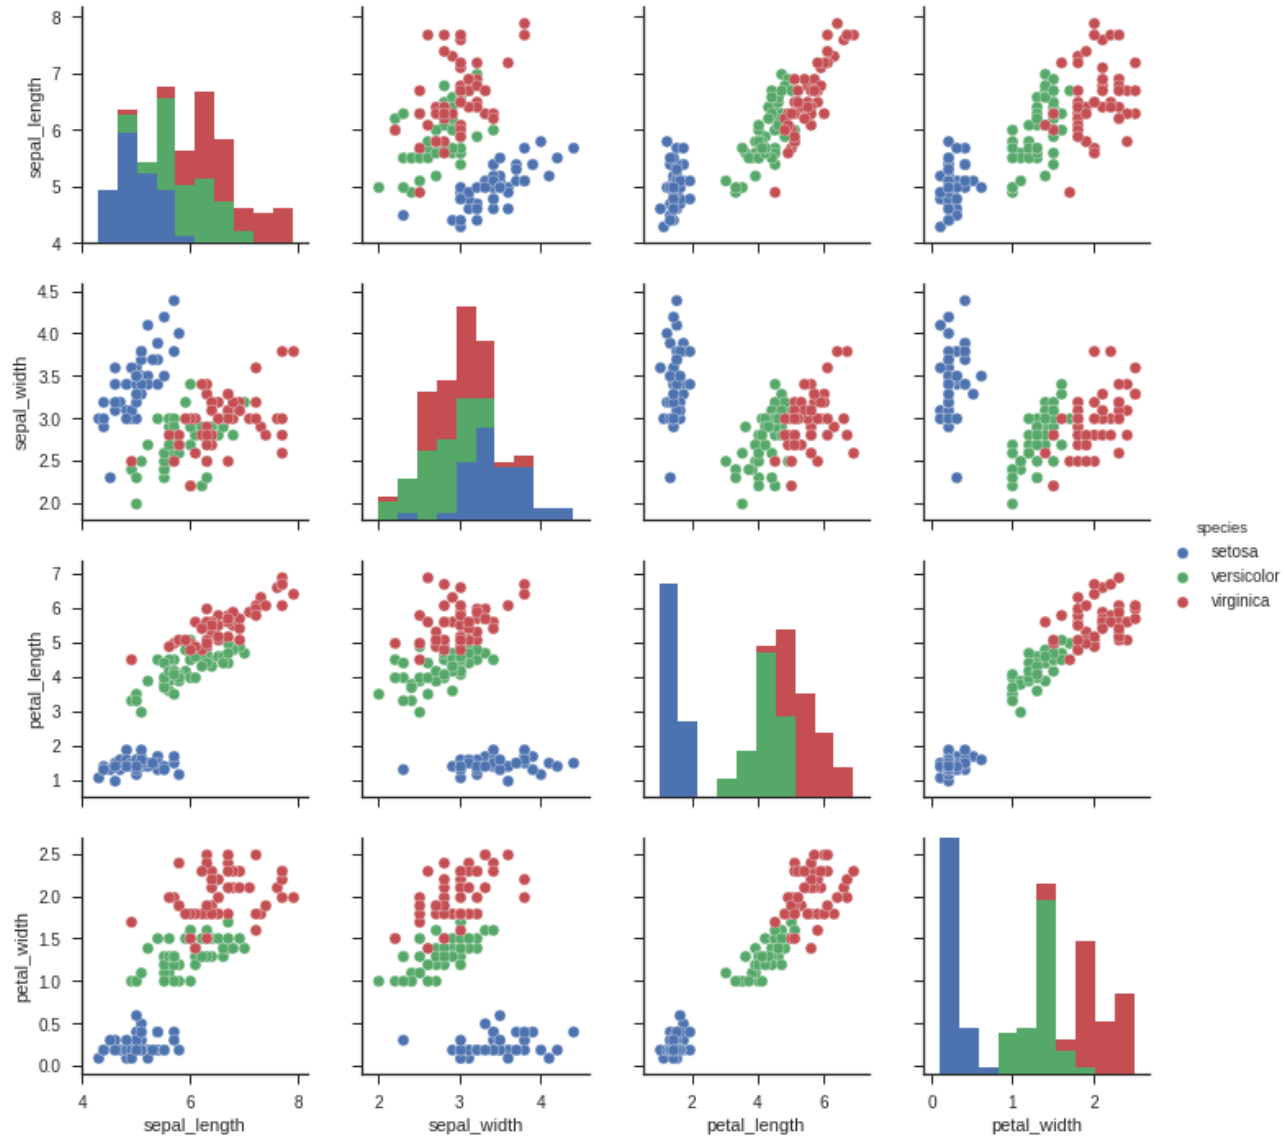 8
7
6
5
4
sepal_length
4.5
4.0
3.5
3.0
2.5
2.0
sepal_width
species
setosa
versicolor
virginica
7
6
5
4
3
2
1
petal_length
2.5
2.0
1.5
1.0
0.5
0.0
petal_width
4 6 8 2 3 4 2 4 6 0 1 2
sepal_length sepal_width petal_length petal_width